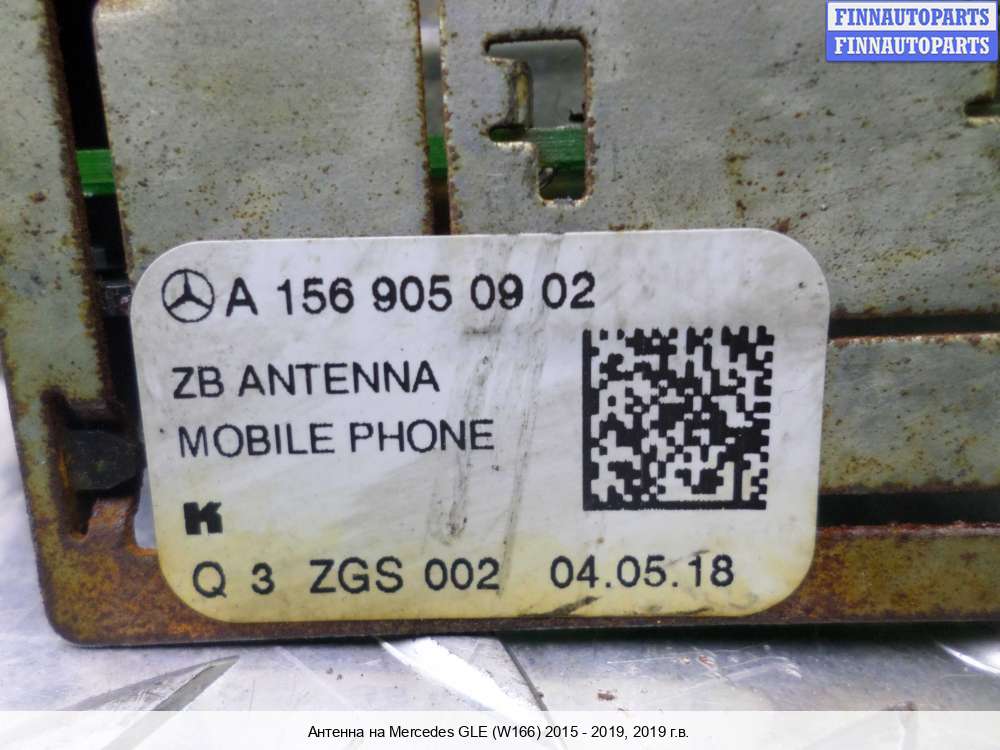 FINNAUTOPARTS
FINNAUTOPARTS
A 156 905 09 02
ZB ANTENNA
MOBILE PHONE
K
Q 3 ZGS 002 04.05.18
Антенна на Mercedes GLE (W166) 2015 - 2019, 2019 г.в.